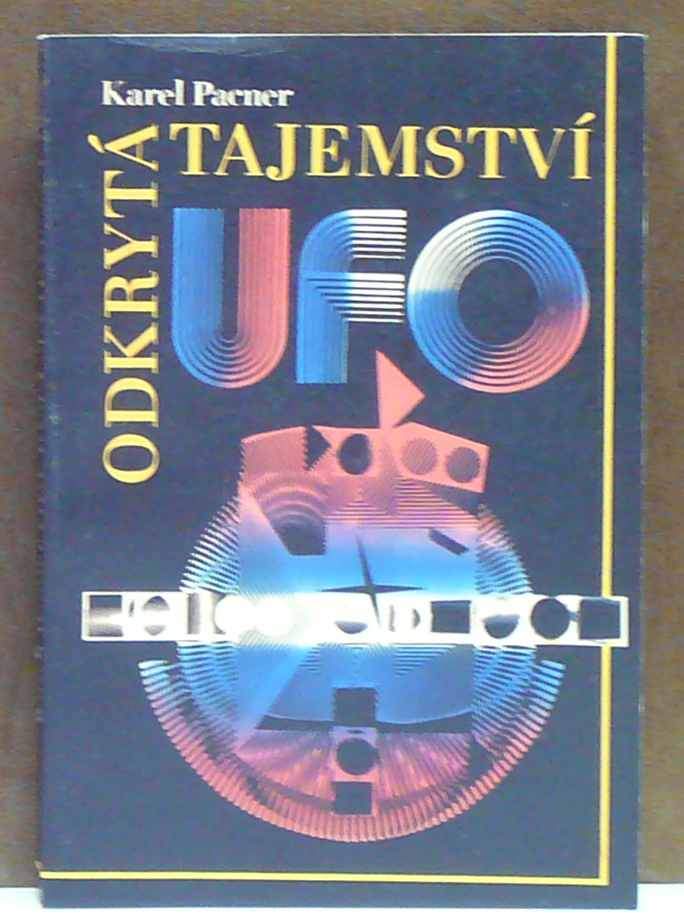 Karel Pacner
ODKRYTÁ
TAJEMSTVÍ
UFO